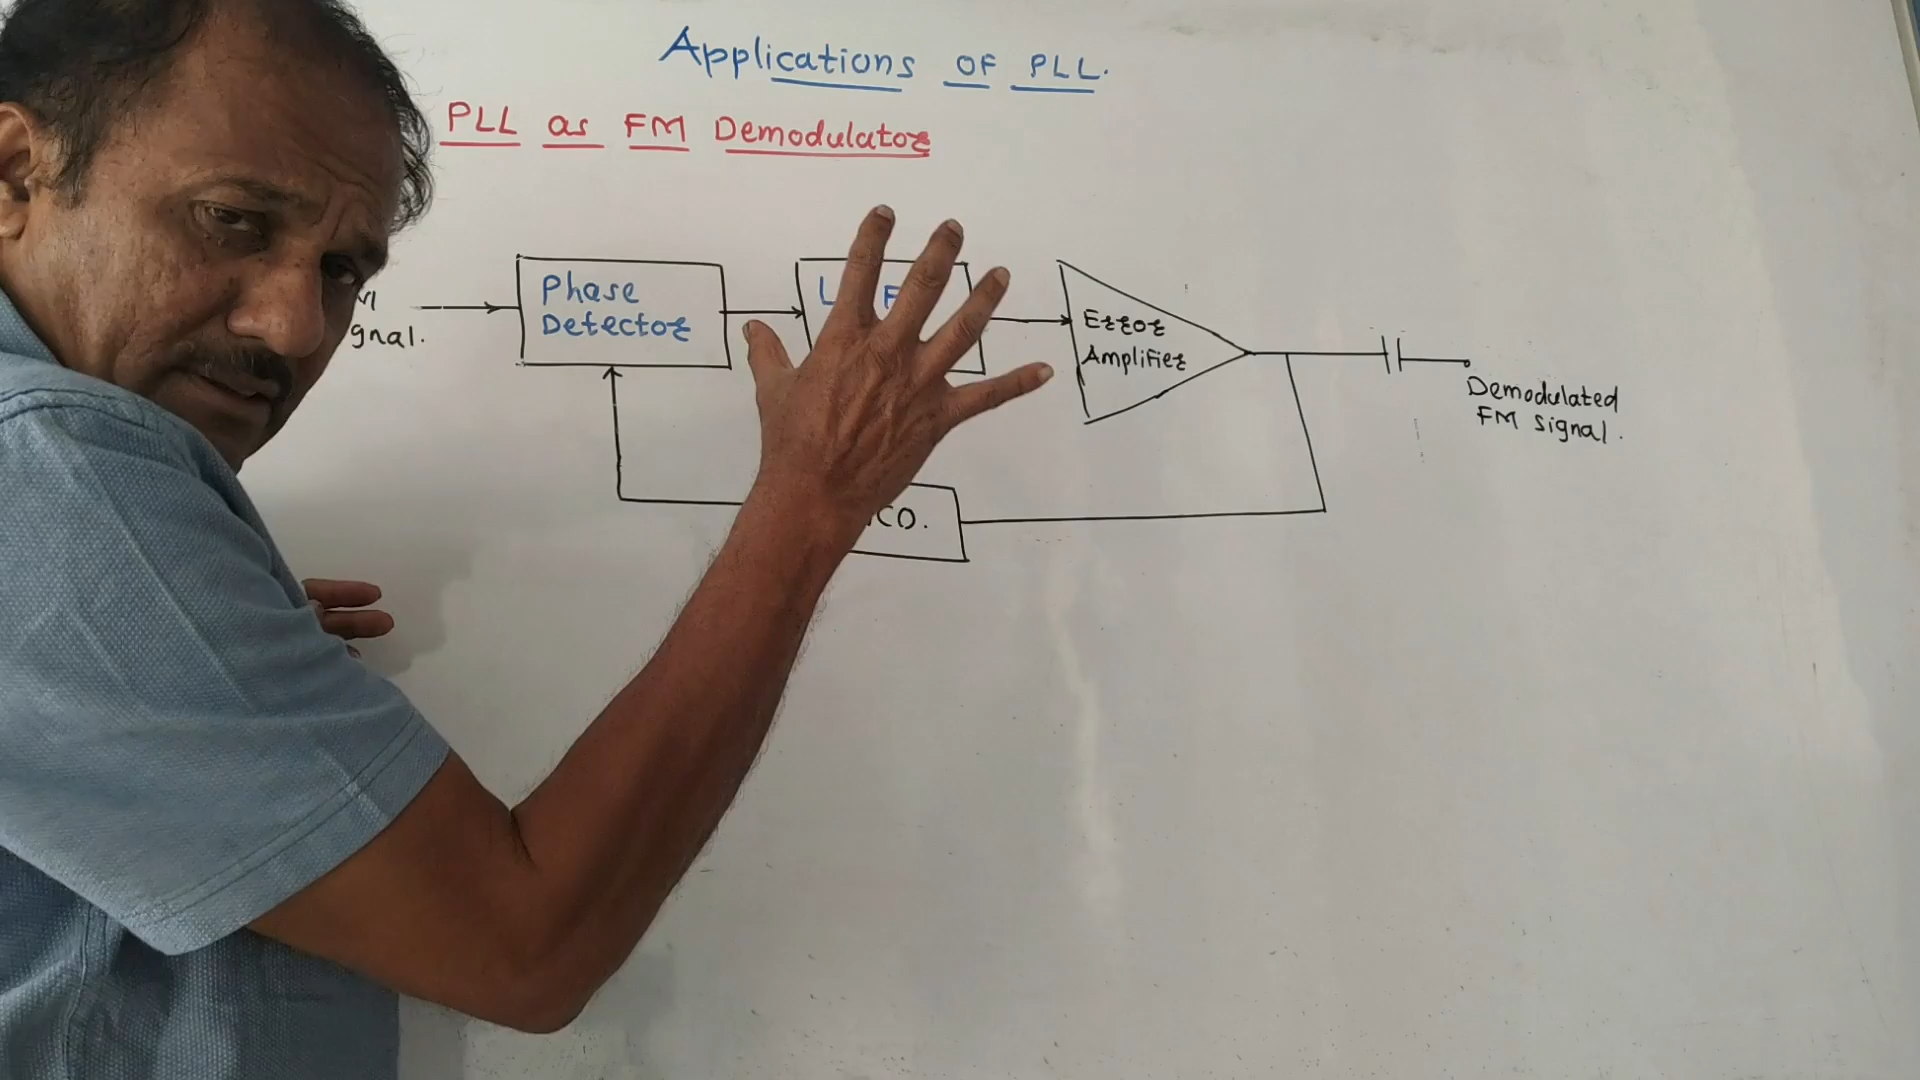 Applications OF PLL.
PLL as FM Demodulator
Phase
Detector
Error
Amplifier
gnal.
Demodulated
FM signal.
CO.